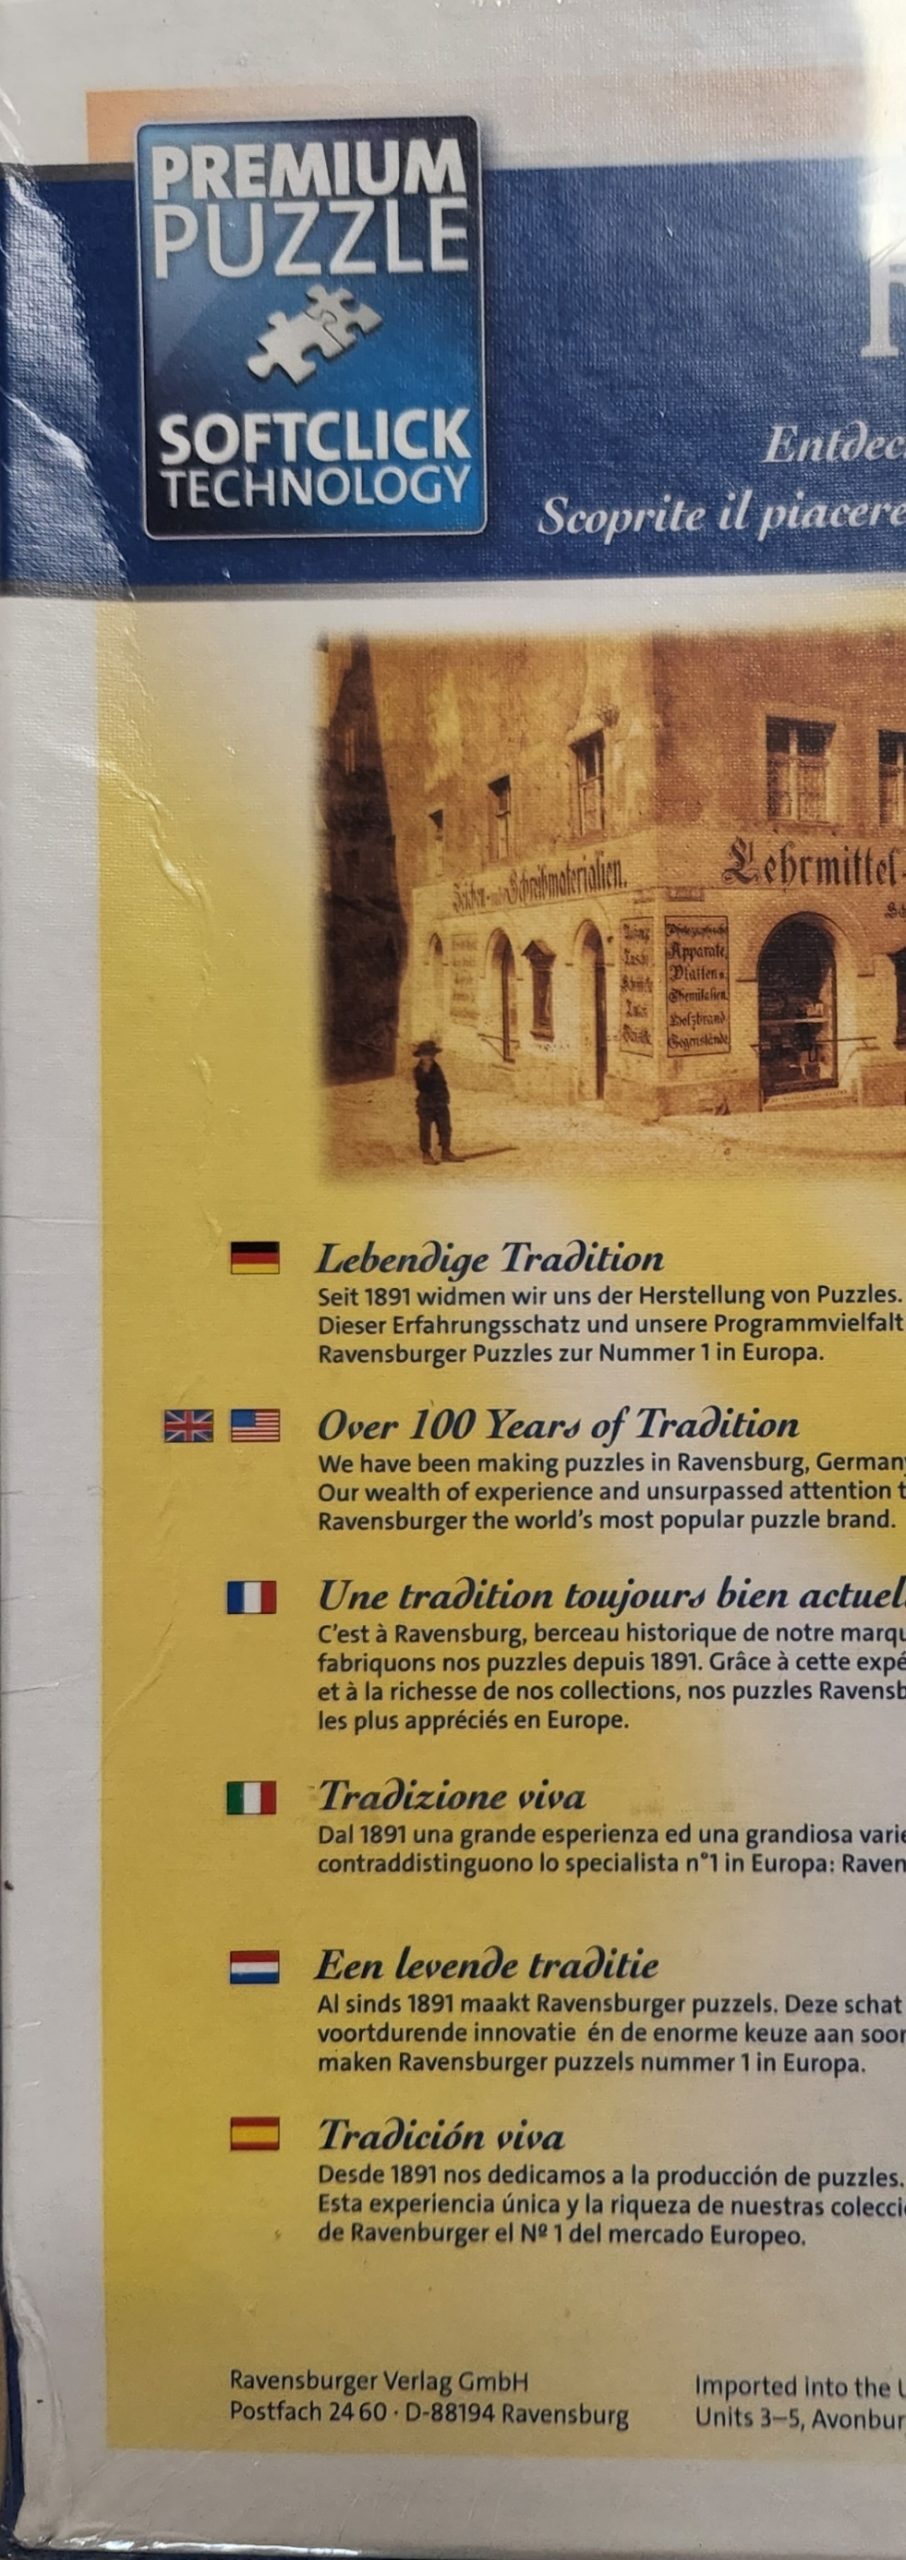 PREMIUM
PUZZLE
SOFTCLICK
TECHNOLOGY
Entdec
Scoprite il piacere
Schreibmaterialien.
Lehrmittel-
Apparate,
Platten u.
Chemikalien,
Holzbrand
Gegenstände
Lebendige Tradition
Seit 1891 widmen wir uns der Herstellung von Puzzles.
Dieser Erfahrungsschatz und unsere Programmvielfalt
Ravensburger Puzzles zur Nummer 1 in Europa.
Over 100 Years of Tradition
We have been making puzzles in Ravensburg, German
Our wealth of experience and unsurpassed attention t
Ravensburger the world's most popular puzzle brand.
Une tradition toujours bien actuel
C'est à Ravensburg, berceau historique de notre marqu
fabriquons nos puzzles depuis 1891. Grâce à cette expé
et à la richesse de nos collections, nos puzzles Ravensb
les plus appréciés en Europe.
Tradizione viva
Dal 1891 una grande esperienza ed una grandiosa varie
contraddistinguono lo specialista n°1 in Europa: Raven
Een levende traditie
Al sinds 1891 maakt Ravensburger puzzels. Deze schat
voortdurende innovatie én de enorme keuze aan soor
maken Ravensburger puzzels nummer 1 in Europa.
Tradición viva
Desde 1891 nos dedicamos a la producción de puzzles.
Esta experiencia única y la riqueza de nuestras colecci
de Ravenburger el Nº 1 del mercado Europeo.
Ravensburger Verlag GmbH
Postfach 24 60 · D-88194 Ravensburg
Imported into the U
Units 3–5, Avonbur